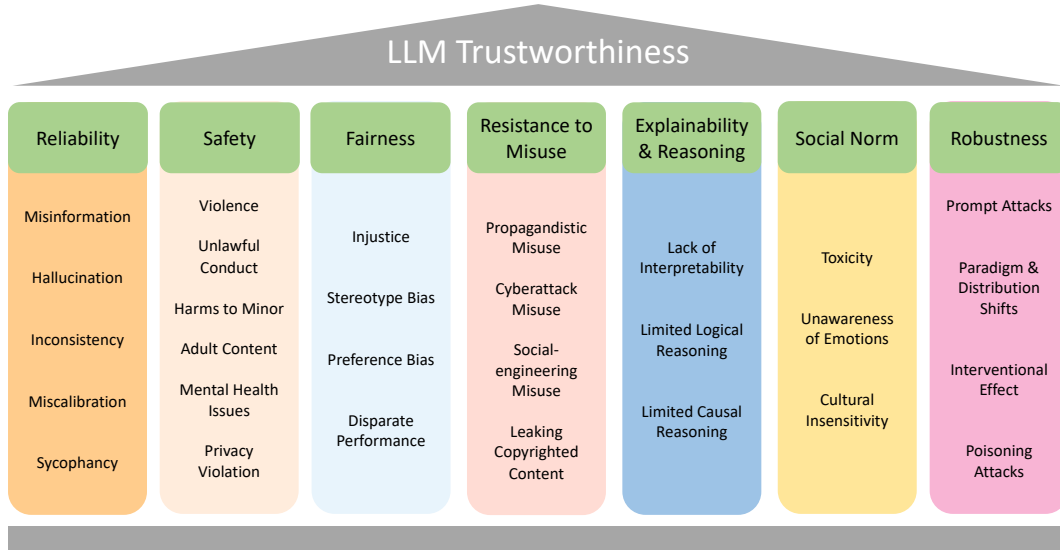 LLM Trustworthiness
Reliability
Misinformation
Hallucination
Inconsistency
Miscalibration
Sycophancy
Safety
Violence
Unlawful
Conduct
Harms to Minor
Adult Content
Mental Health
Issues
Privacy
Violation
Fairness
Injustice
Stereotype Bias
Preference Bias
Disparate
Performance
Resistance to
Misuse
Propagandistic
Misuse
Cyberattack
Misuse
Social-
engineering
Misuse
Leaking
Copyrighted
Content
Explainability
& Reasoning
Lack of
Interpretability
Limited Logical
Reasoning
Limited Causal
Reasoning
Social Norm
Toxicity
Unawareness
of Emotions
Cultural
Insensitivity
Robustness
Prompt Attacks
Paradigm &
Distribution
Shifts
Interventional
Effect
Poisoning
Attacks